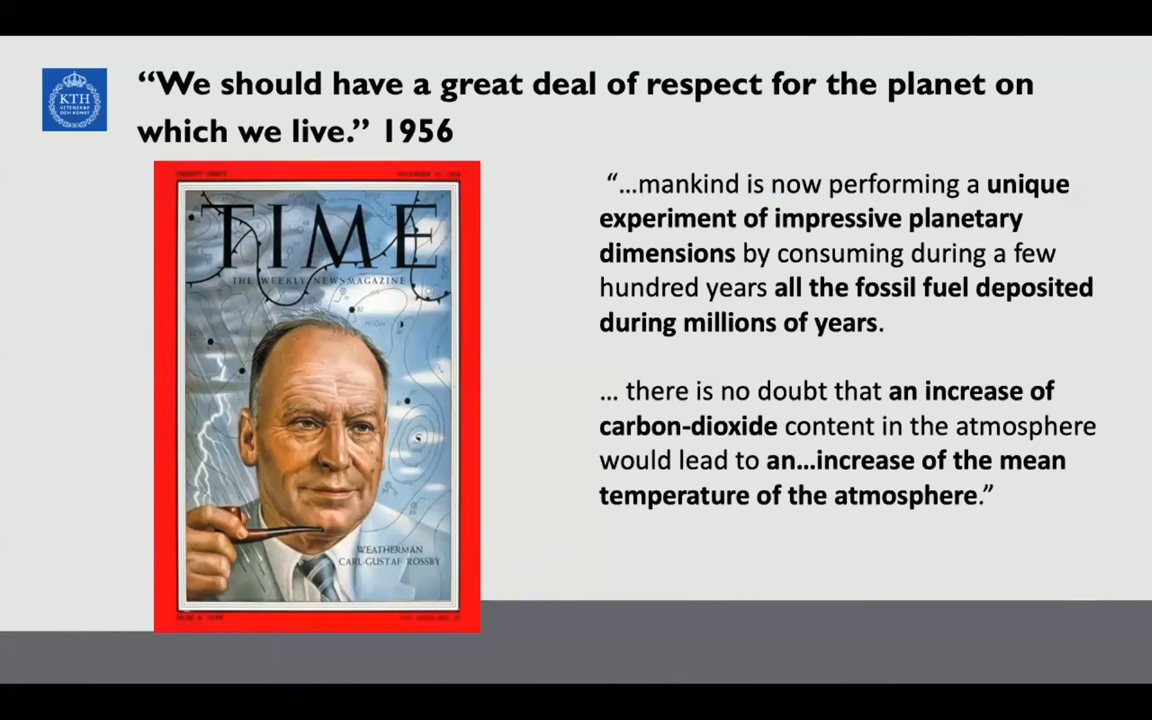 “We should have a great deal of respect for the planet on
which we live.” 1956
KTH
VETENSKAP
OCH KONST
TWENTY CENTS
TIME
THE WEEKLY NEWSMAGAZINE
HIGH
WEATHERMAN
CARL-GUSTAF ROSSBY
“...mankind is now performing a unique
experiment of impressive planetary
dimensions by consuming during a few
hundred years all the fossil fuel deposited
during millions of years.
... there is no doubt that an increase of
carbon-dioxide content in the atmosphere
would lead to an...increase of the mean
temperature of the atmosphere.”